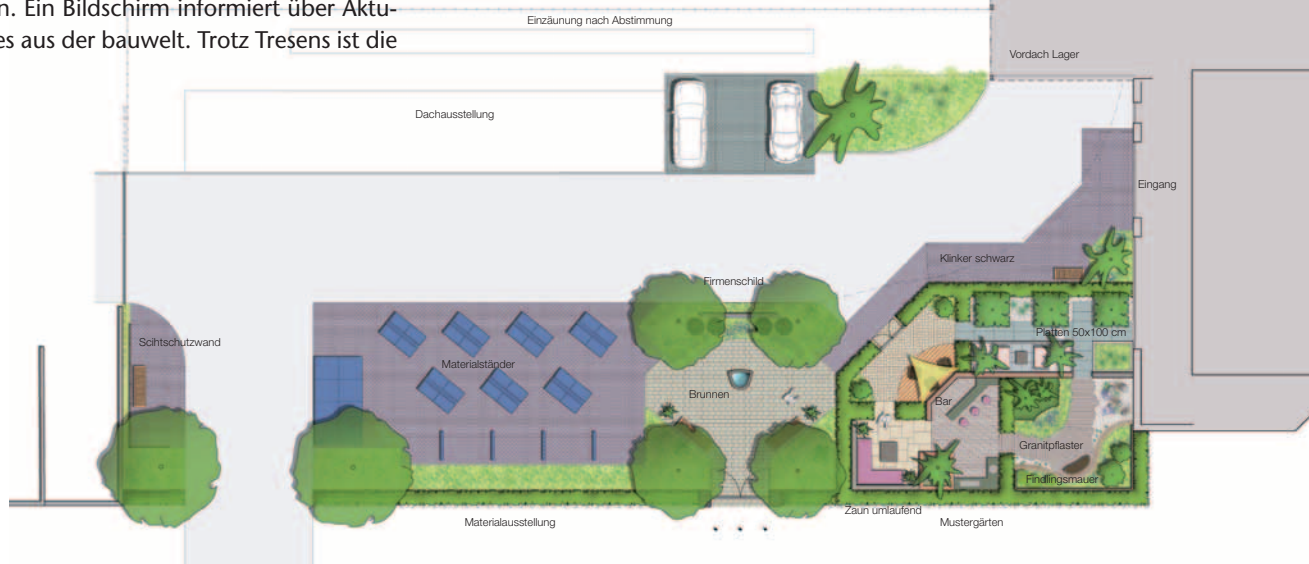 n. Ein Bildschirm informiert über Aktu-
es aus der bauwelt. Trotz Tresens ist die
Einzäunung nach Abstimmung
Vordach Lager
Dachausstellung
Eingang
Klinker schwarz
Firmenschild
Platten 50x100 cm
Scihtschutzwand
Materialständer
Brunnen
Bar
Granitpflaster
Findlingsmauer
Zaun umlaufend
Materialausstellung
Mustergärten